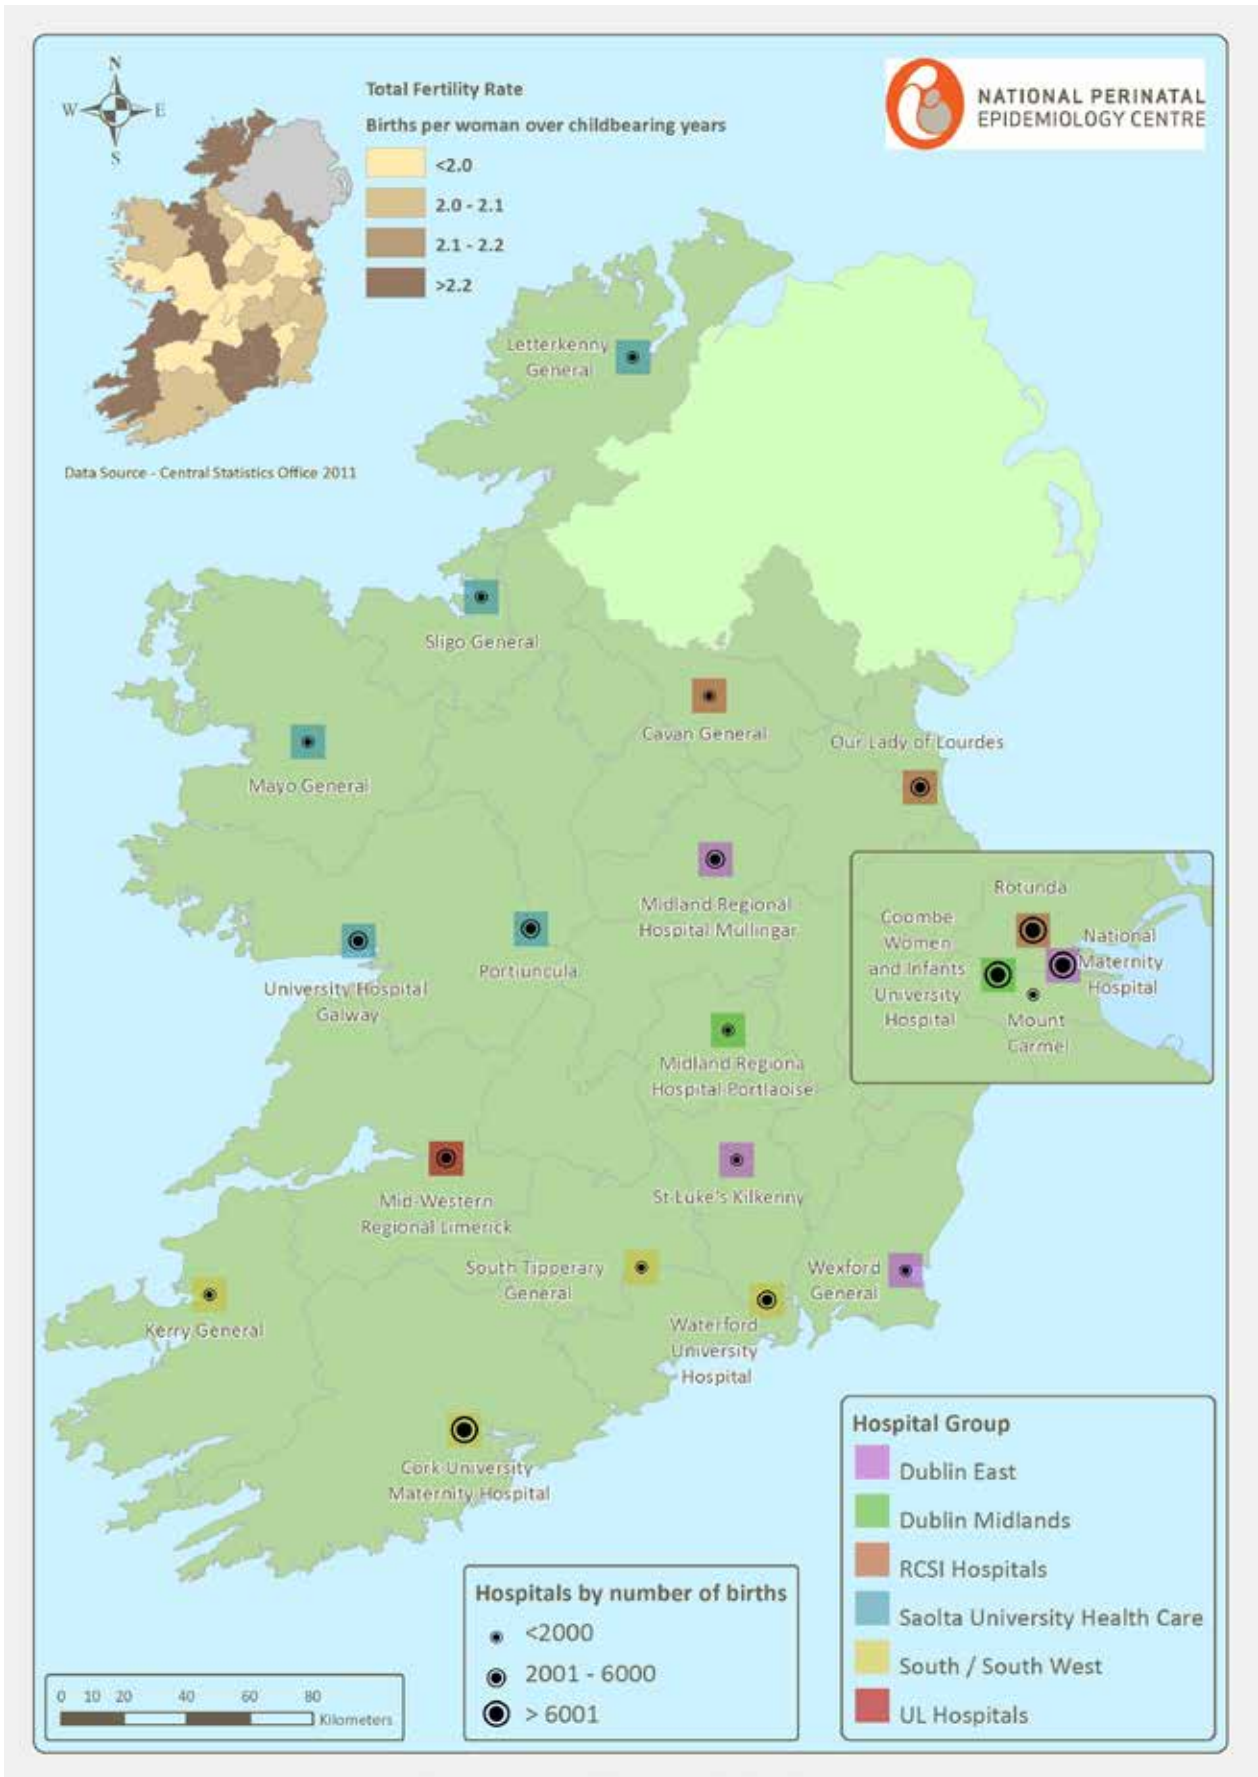 N
W
E
S
Total Fertility Rate
Births per woman over childbearing years
<2.0
2.0 - 2.1
2.1 - 2.2
>2.2
NATIONAL PERINATAL
EPIDEMIOLOGY CENTRE
Data Source - Central Statistics Office 2011
Letterkenny
General
Sligo General
Cavan General
Our Lady of Lourdes
Mayo General
Midland Regional
Hospital Mullingar
Rotunda
Coombe
Women
and Infants
University
Hospital
National
Maternity
Hospital
Mount
Carmel
Portiuncula
University Hospital
Galway
Midland Regiona
Hospital Portlaoise
Mid-Western
Regional Limerick
St Luke's Kilkenny
South Tipperary
General
Wexford
General
Kerry General
Waterford
University
Hospital
Cork University
Maternity Hospital
Hospital Group
Dublin East
Dublin Midlands
RCSI Hospitals
Saolta University Health Care
South / South West
UL Hospitals
Hospitals by number of births
<2000
2001 - 6000
> 6001
0 10 20 40 60 80
Kilometers